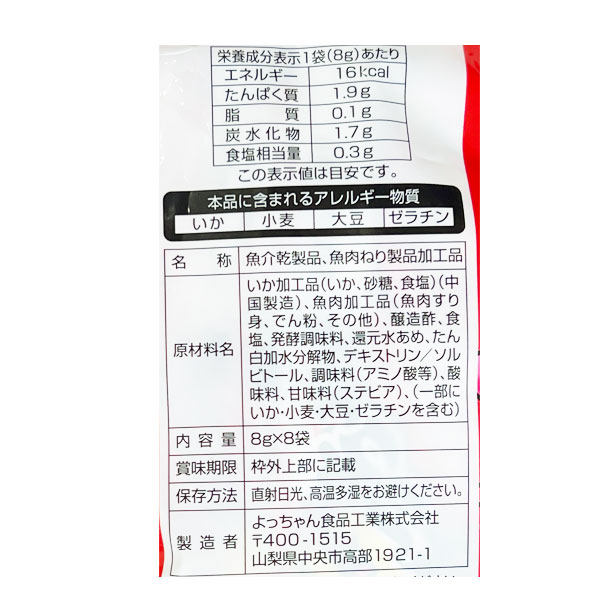 栄養成分表示1袋(8g)あたり
エネルギー 16kcal
たんぱく質 1.9g
脂質 0.1g
炭水化物 1.7g
食塩相当量 0.3g
この表示値は目安です。
本品に含まれるアレルギー物質
いか 小麦 大豆 ゼラチン
名称 魚介乾製品、魚肉ねり製品加工品
原材料名 いか加工品(いか、砂糖、食塩)(中
国製造)、魚肉加工品(魚肉すり
身、でん粉、その他)、醸造酢、食
塩、発酵調味料、還元水あめ、たん
白加水分解物、デキストリン/ソル
ビトール、調味料(アミノ酸等)、酸
味料、甘味料(ステビア)、(一部に
いか・小麦・大豆・ゼラチンを含む)
内容量 8g×8袋
賞味期限 枠外上部に記載
保存方法 直射日光、高温多湿をお避けください。
製造者 よっちゃん食品工業株式会社
〒400-1515
山梨県中央市高部1921-1